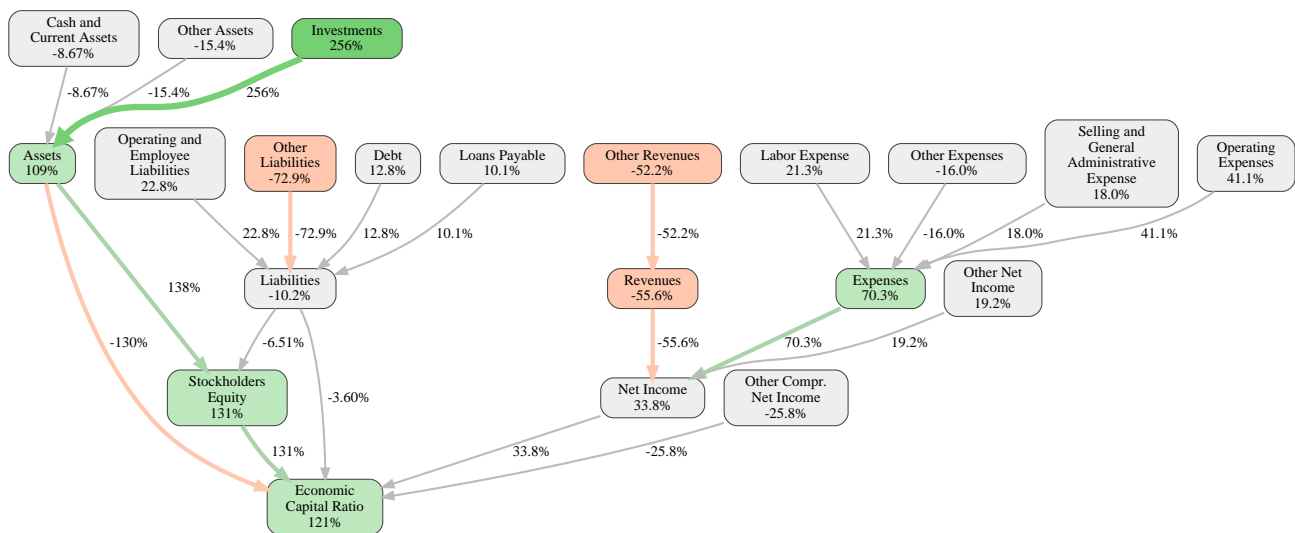 Cash and
Current Assets
-8.67%
Other Assets
-15.4%
Investments
256%
-8.67%
-15.4%
256%
Assets
109%
Operating and
Employee
Liabilities
22.8%
Other
Liabilities
-72.9%
Debt
12.8%
Loans Payable
10.1%
Other Revenues
-52.2%
Labor Expense
21.3%
Other Expenses
-16.0%
Selling and
General
Administrative
Expense
18.0%
Operating
Expenses
41.1%
22.8%
-72.9%
12.8%
10.1%
-52.2%
21.3%
-16.0%
18.0%
41.1%
138%
Liabilities
-10.2%
Revenues
-55.6%
Expenses
70.3%
Other Net
Income
19.2%
-130%
-6.51%
-55.6%
70.3%
19.2%
Stockholders
Equity
131%
-3.60%
Net Income
33.8%
Other Compr.
Net Income
-25.8%
131%
33.8%
-25.8%
Economic
Capital Ratio
121%